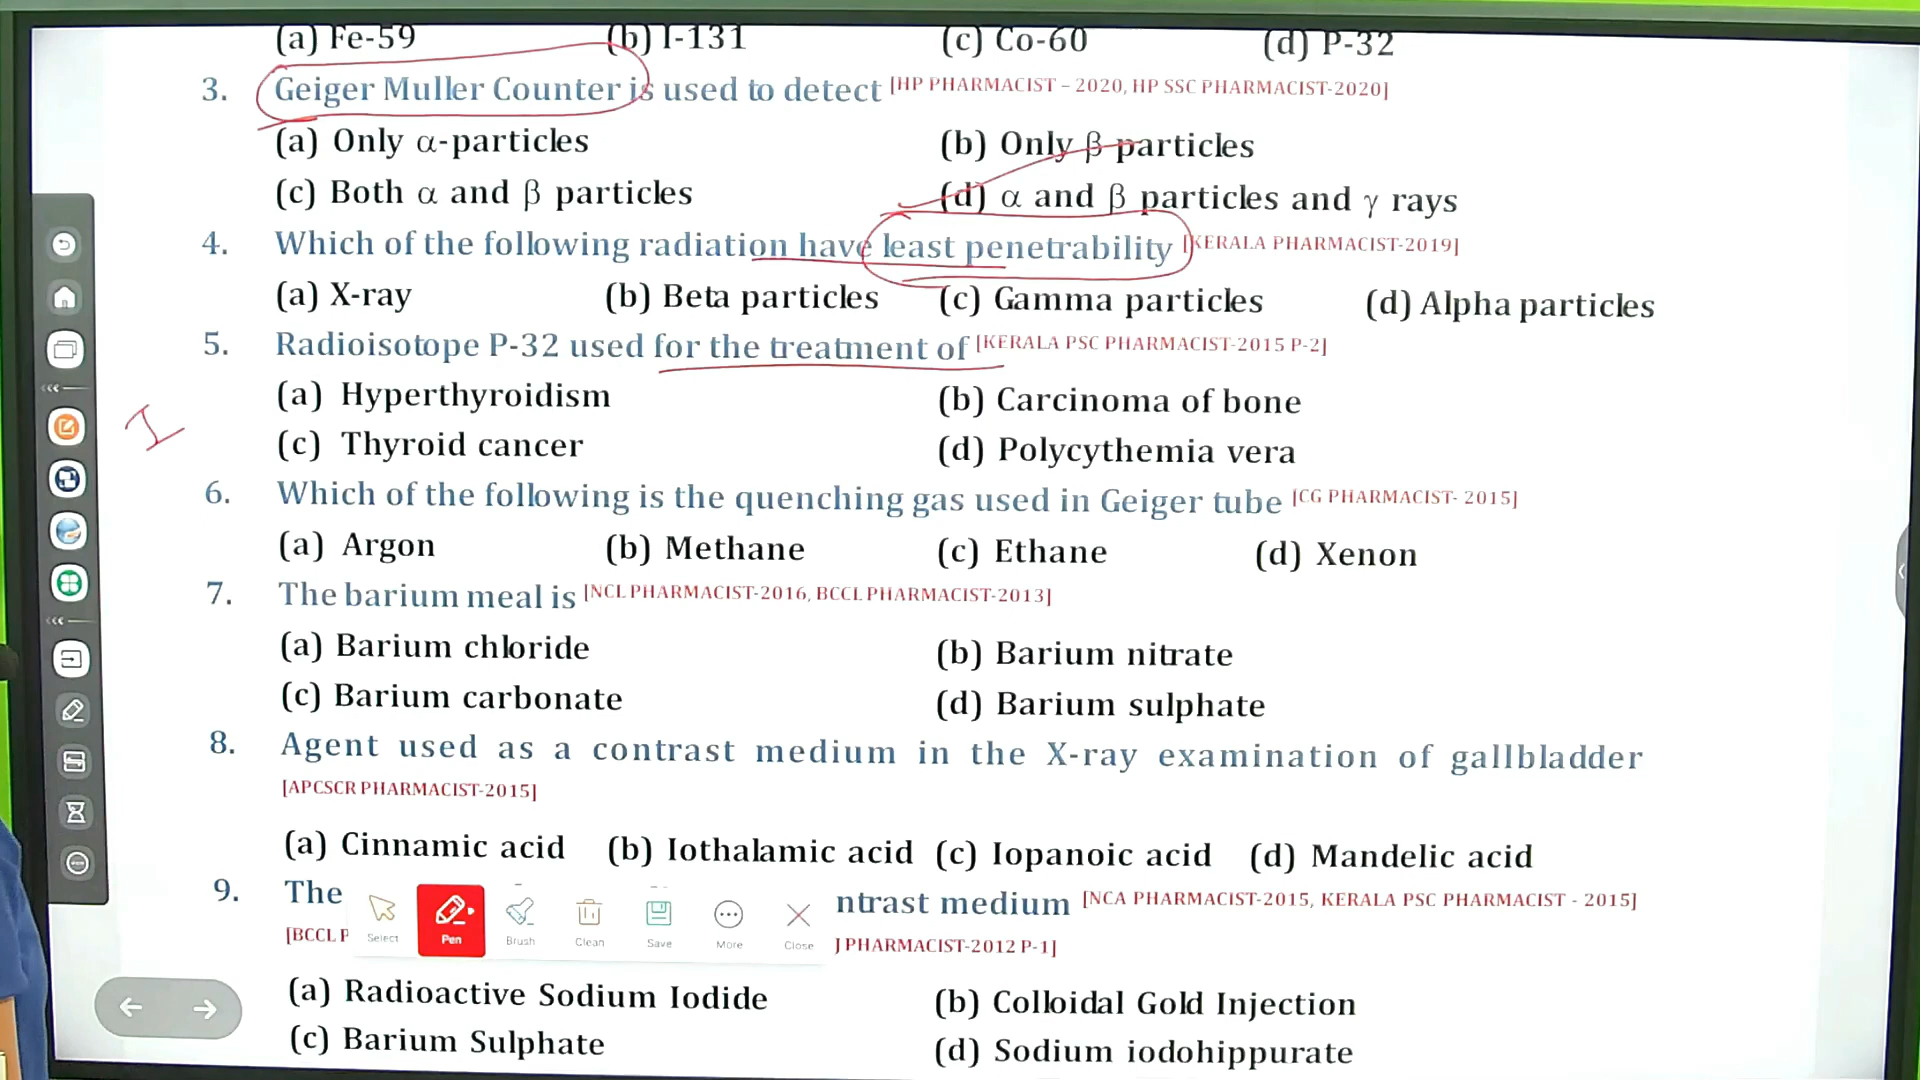 (a) Fe-59 (b) I-131 (c) Co-60 (d) P-32
3. Geiger Muller Counter is used to detect [HP PHARMACIST – 2020, HP SSC PHARMACIST-2020]
(a) Only α-particles (b) Only β particles
(c) Both α and β particles (d) α and β particles and γ rays
4. Which of the following radiation have least penetrability [KERALA PHARMACIST-2019]
(a) X-ray (b) Beta particles (c) Gamma particles (d) Alpha particles
5. Radioisotope P-32 used for the treatment of [KERALA PSC PHARMACIST-2015 P-2]
(a) Hyperthyroidism (b) Carcinoma of bone
I
(c) Thyroid cancer (d) Polycythemia vera
6. Which of the following is the quenching gas used in Geiger tube [CG PHARMACIST- 2015]
(a) Argon (b) Methane (c) Ethane (d) Xenon
7. The barium meal is [NCL PHARMACIST-2016, BCCL PHARMACIST-2013]
(a) Barium chloride (b) Barium nitrate
(c) Barium carbonate (d) Barium sulphate
8. Agent used as a contrast medium in the X-ray examination of gallbladder
[APCSCR PHARMACIST-2015]
(a) Cinnamic acid (b) Iothalamic acid (c) Iopanoic acid (d) Mandelic acid
9. The ntrast medium [NCA PHARMACIST-2015, KERALA PSC PHARMACIST - 2015]
[BCCL P J PHARMACIST-2012 P-1]
Select Pen Brush Clean Save More Close
(a) Radioactive Sodium Iodide (b) Colloidal Gold Injection
(c) Barium Sulphate (d) Sodium iodohippurate